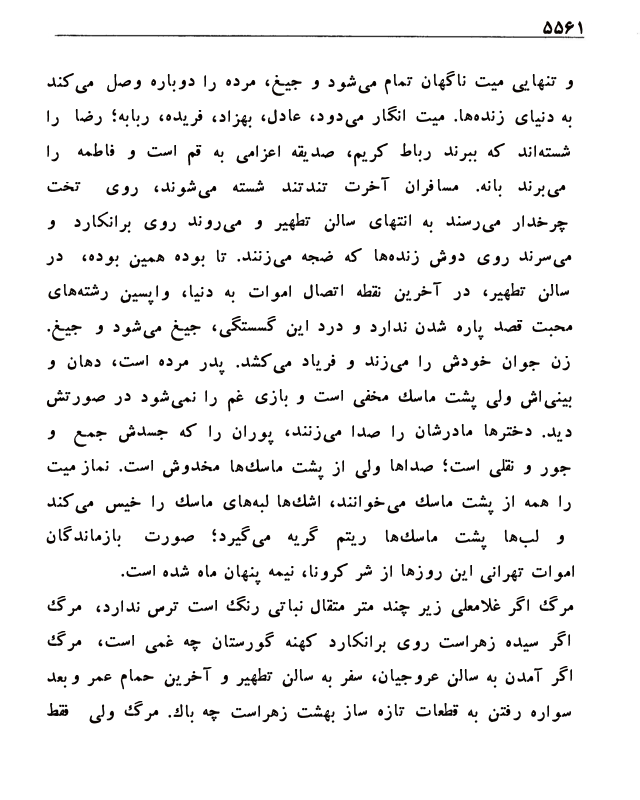 ۵۵۶۱
و تنهایی میت ناگهان تمام می‌شود و جیغ، مرده را دوباره وصل می‌کند
به دنیای زنده‌ها. میت انگار می‌دود، عادل، بهزاد، فریده، ربابه؛ رضا را
شسته‌اند که ببرند رباط کریم، صدیقه اعزامی به قم است و فاطمه را
می‌برند بانه. مسافران آخرت تندتند شسته می‌شوند، روی تخت
چرخدار می‌رسند به انتهای سالن تطهیر و می‌روند روی برانکارد و
می‌سرند روی دوش زنده‌ها که ضجه می‌زنند. تا بوده همین بوده، در
سالن تطهیر، در آخرین نقطه اتصال اموات به دنیا، واپسین رشته‌های
محبت قصد پاره شدن ندارد و درد این گسستگی، جیغ می‌شود و جیغ.
زن جوان خودش را می‌زند و فریاد می‌کشد. پدر مرده است، دهان و
بینی‌اش ولی پشت ماسک مخفی است و بازی غم را نمی‌شود در صورتش
دید. دخترها مادرشان را صدا می‌زنند، پوران را که جسدش جمع و
جور و نقلی است؛ صداها ولی از پشت ماسک‌ها مخدوش است. نماز میت
را همه از پشت ماسک می‌خوانند، اشک‌ها لبه‌های ماسک را خیس می‌کند
و لب‌ها پشت ماسک‌ها ریتم گریه می‌گیرد؛ صورت بازماندگان
اموات تهرانی این روزها از شر کرونا، نیمه پنهان ماه شده است.
مرگ اگر غلامعلی زیر چند متر متقال نباتی رنگ است ترس ندارد، مرگ
اگر سیده زهراست روی برانکارد کهنه گورستان چه غمی است، مرگ
اگر آمدن به سالن عروجیان، سفر به سالن تطهیر و آخرین حمام عمر و بعد
سواره رفتن به قطعات تازه ساز بهشت زهراست چه باک. مرگ ولی فقط